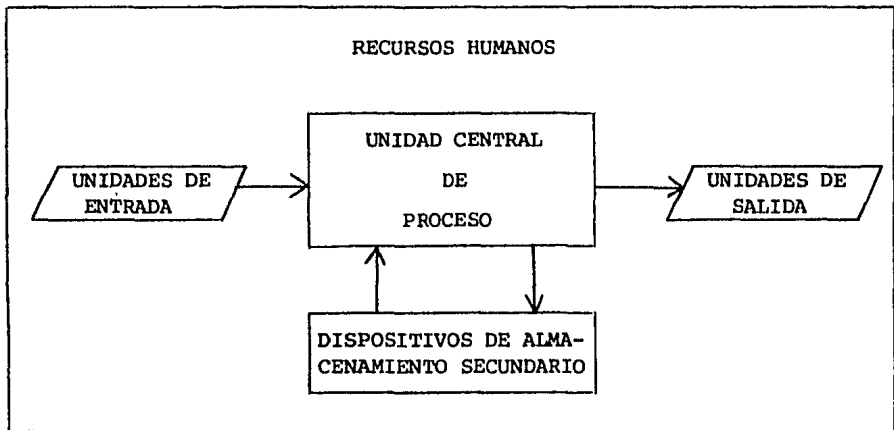 RECURSOS HUMANOS
UNIDADES DE
ENTRADA
UNIDAD CENTRAL
DE
PROCESO
UNIDADES DE
SALIDA
DISPOSITIVOS DE ALMA-
CENAMIENTO SECUNDARIO